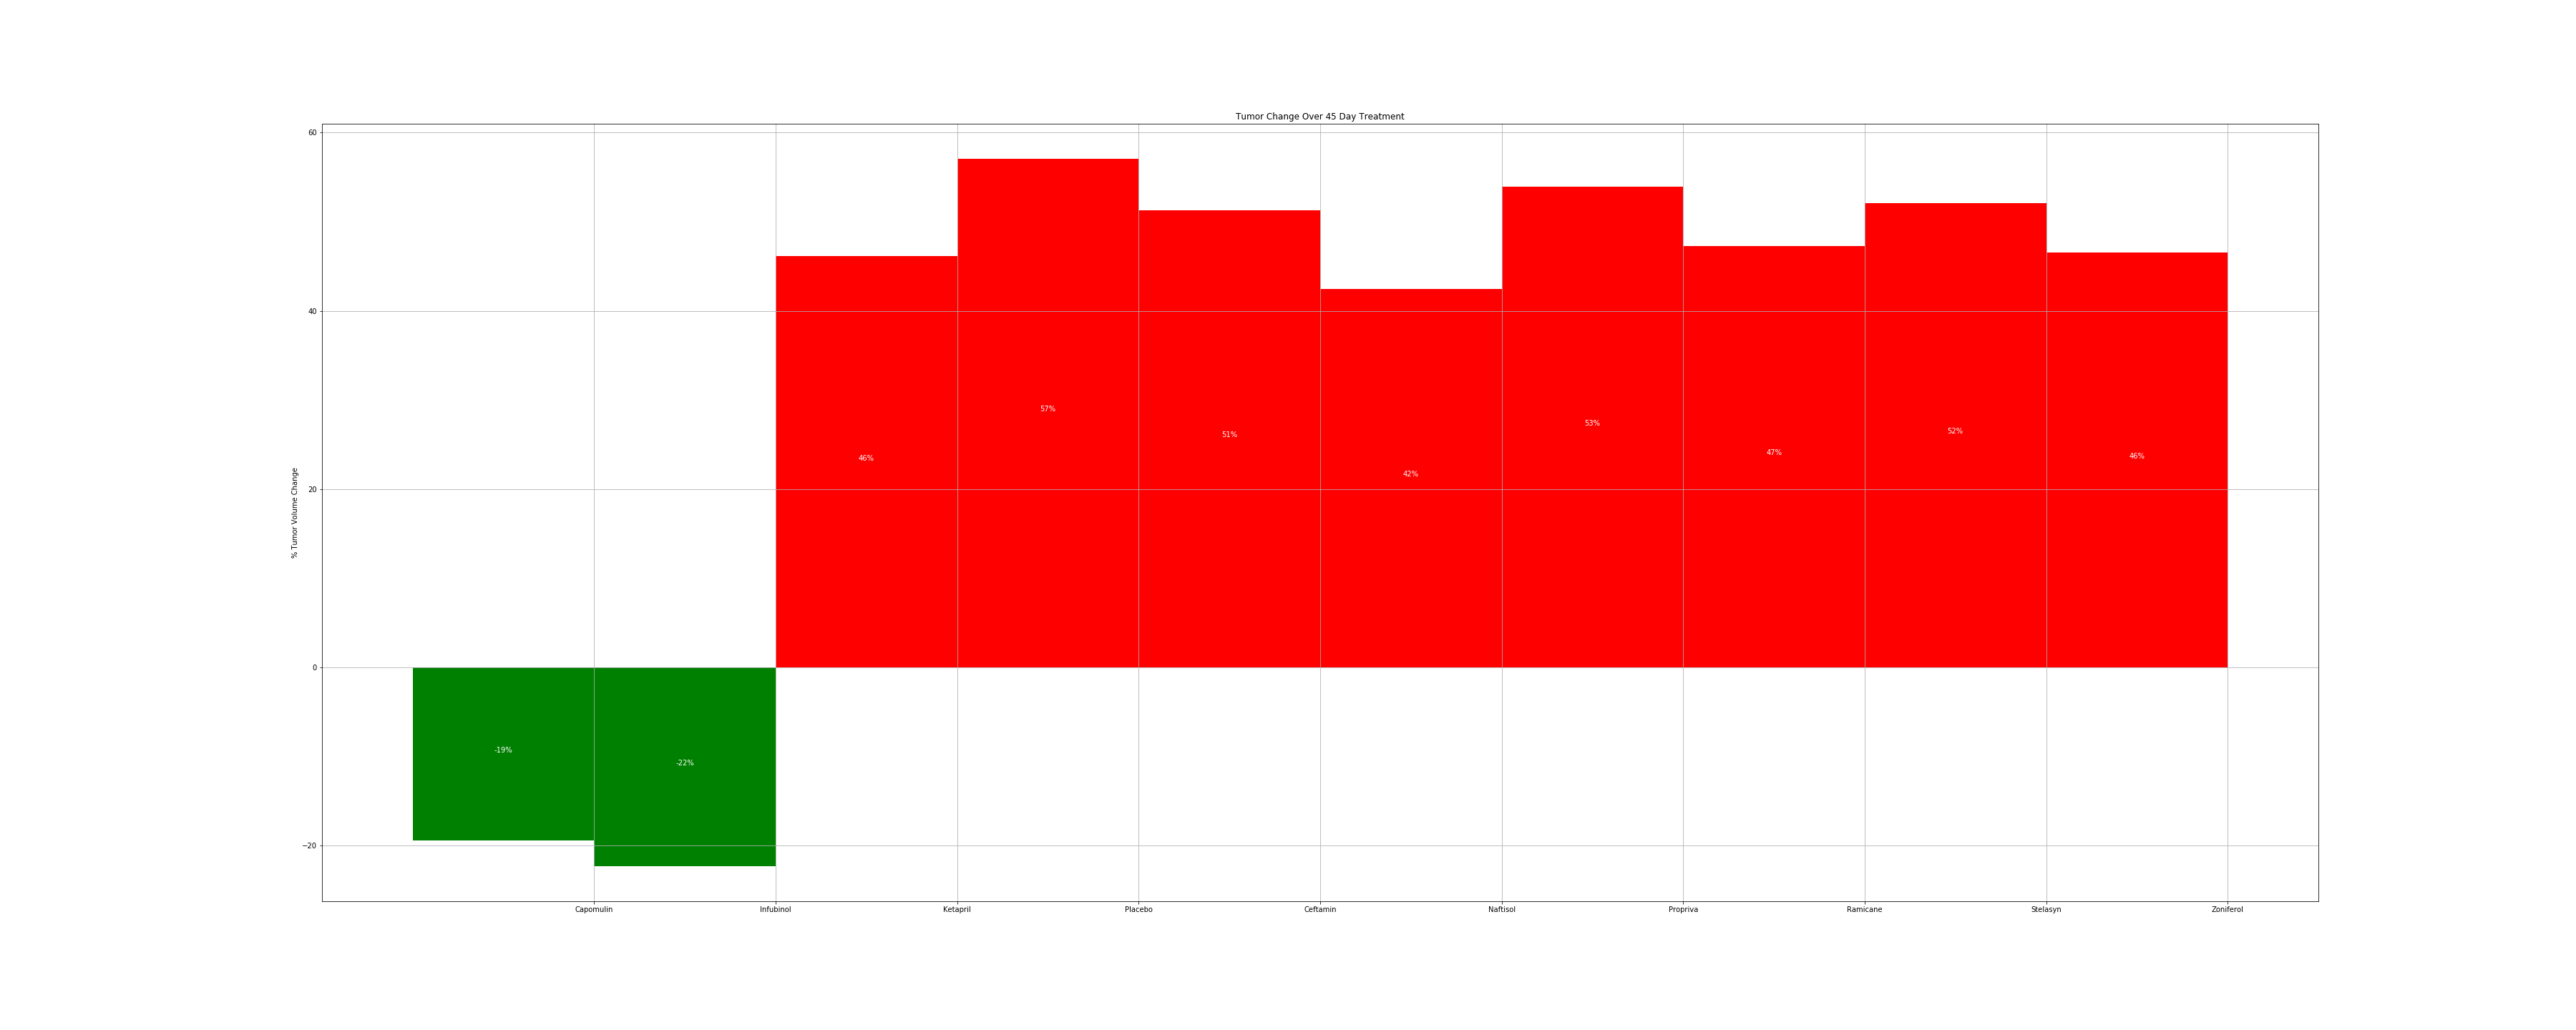 Tumor Change Over 45 Day Treatment
% Tumor Volume Change
60
40
20
0
−20
-19%
-22%
46%
57%
51%
42%
53%
47%
52%
46%
Capomulin
Infubinol
Ketapril
Placebo
Ceftamin
Naftisol
Propriva
Ramicane
Stelasyn
Zoniferol